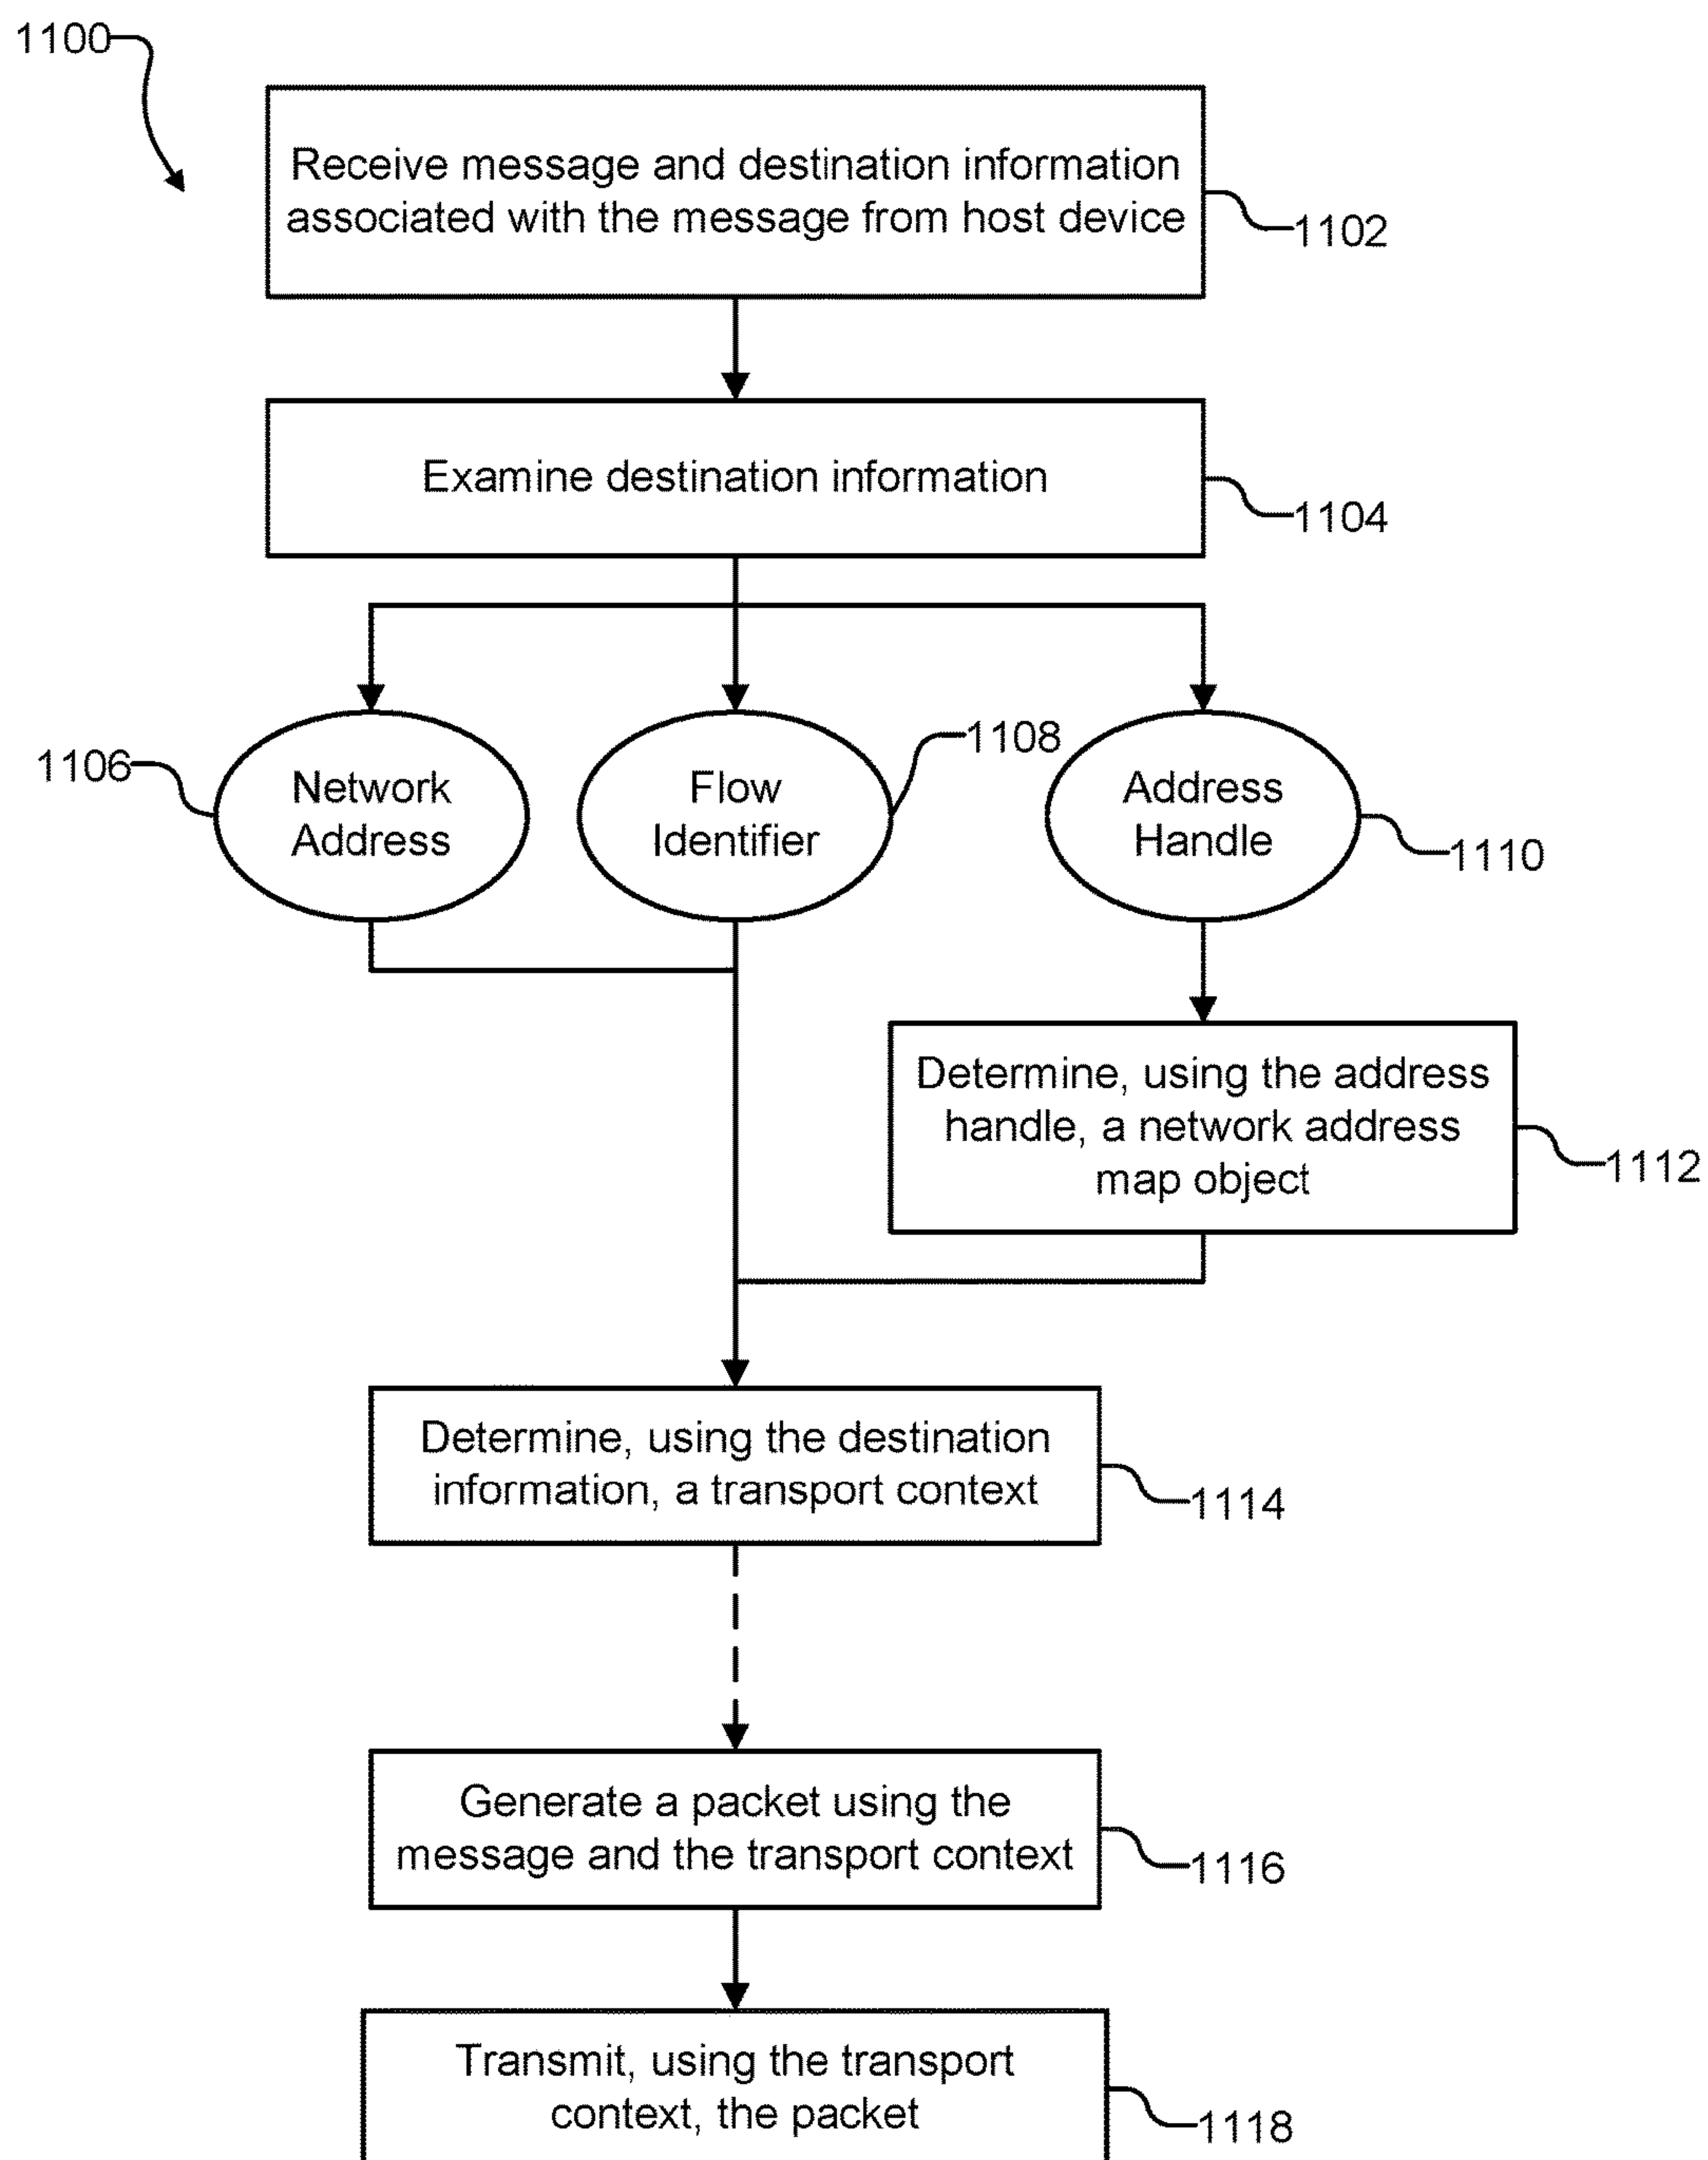 1100
Receive message and destination information
associated with the message from host device
1102
Examine destination information
1104
1106
Network
Address
Flow
Identifier
1108
Address
Handle
1110
Determine, using the address
handle, a network address
map object
1112
Determine, using the destination
information, a transport context
1114
Generate a packet using the
message and the transport context
1116
Transmit, using the transport
context, the packet
1118